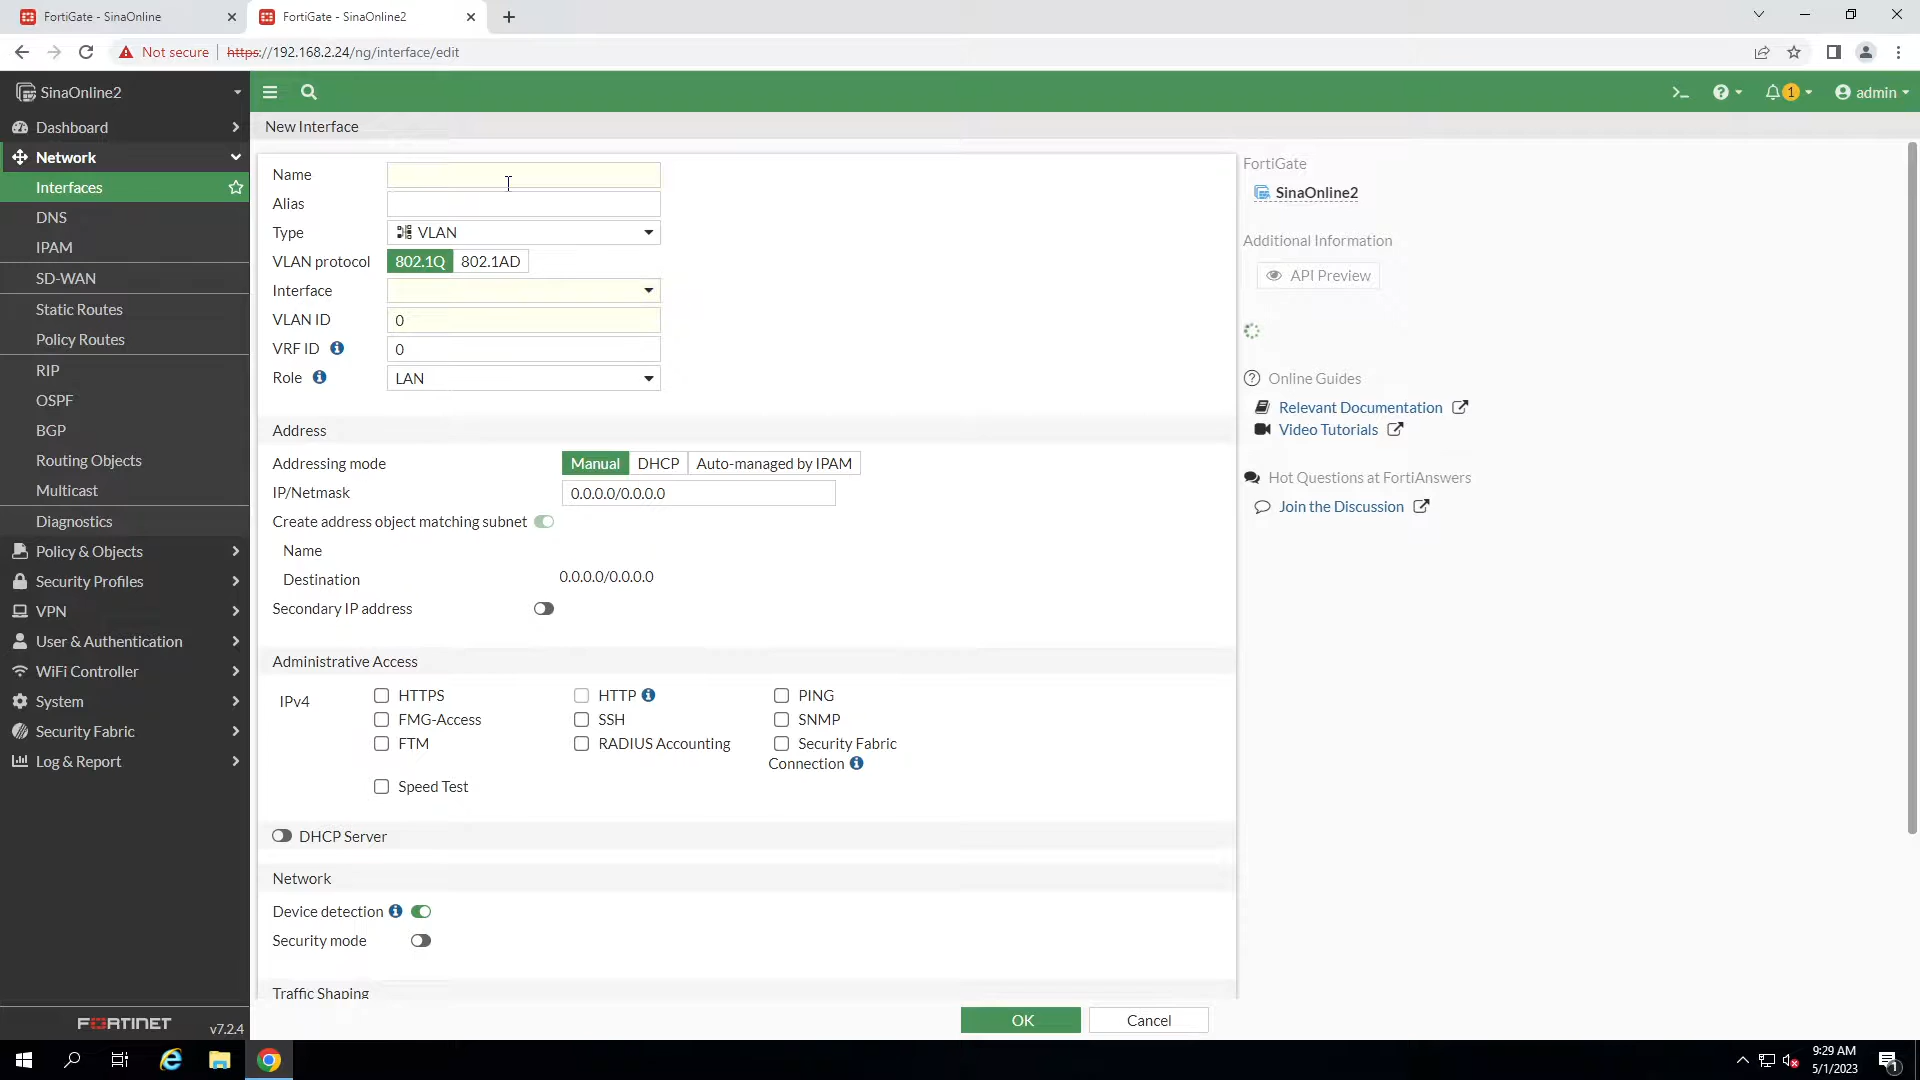 FortiGate - SinaOnline
FortiGate - SinaOnline2
Not secure
https://192.168.2.24/ng/interface/edit
SinaOnline2
1
admin
Dashboard
Network
Interfaces
DNS
IPAM
SD-WAN
Static Routes
Policy Routes
RIP
OSPF
BGP
Routing Objects
Multicast
Diagnostics
Policy & Objects
Security Profiles
VPN
User & Authentication
WiFi Controller
System
Security Fabric
Log & Report
FORTINET
v7.2.4
New Interface
Name
Alias
Type VLAN
VLAN protocol 802.1Q 802.1AD
Interface
VLAN ID 0
VRF ID 0
Role LAN
Address
Addressing mode Manual DHCP Auto-managed by IPAM
IP/Netmask 0.0.0.0/0.0.0.0
Create address object matching subnet
Name
Destination 0.0.0.0/0.0.0.0
Secondary IP address
Administrative Access
IPv4 HTTPS HTTP PING
FMG-Access SSH SNMP
FTM RADIUS Accounting Security Fabric
Connection
Speed Test
DHCP Server
Network
Device detection
Security mode
Traffic Shaping
OK Cancel
FortiGate
SinaOnline2
Additional Information
API Preview
Online Guides
Relevant Documentation
Video Tutorials
Hot Questions at FortiAnswers
Join the Discussion
9:29 AM
5/1/2023
1